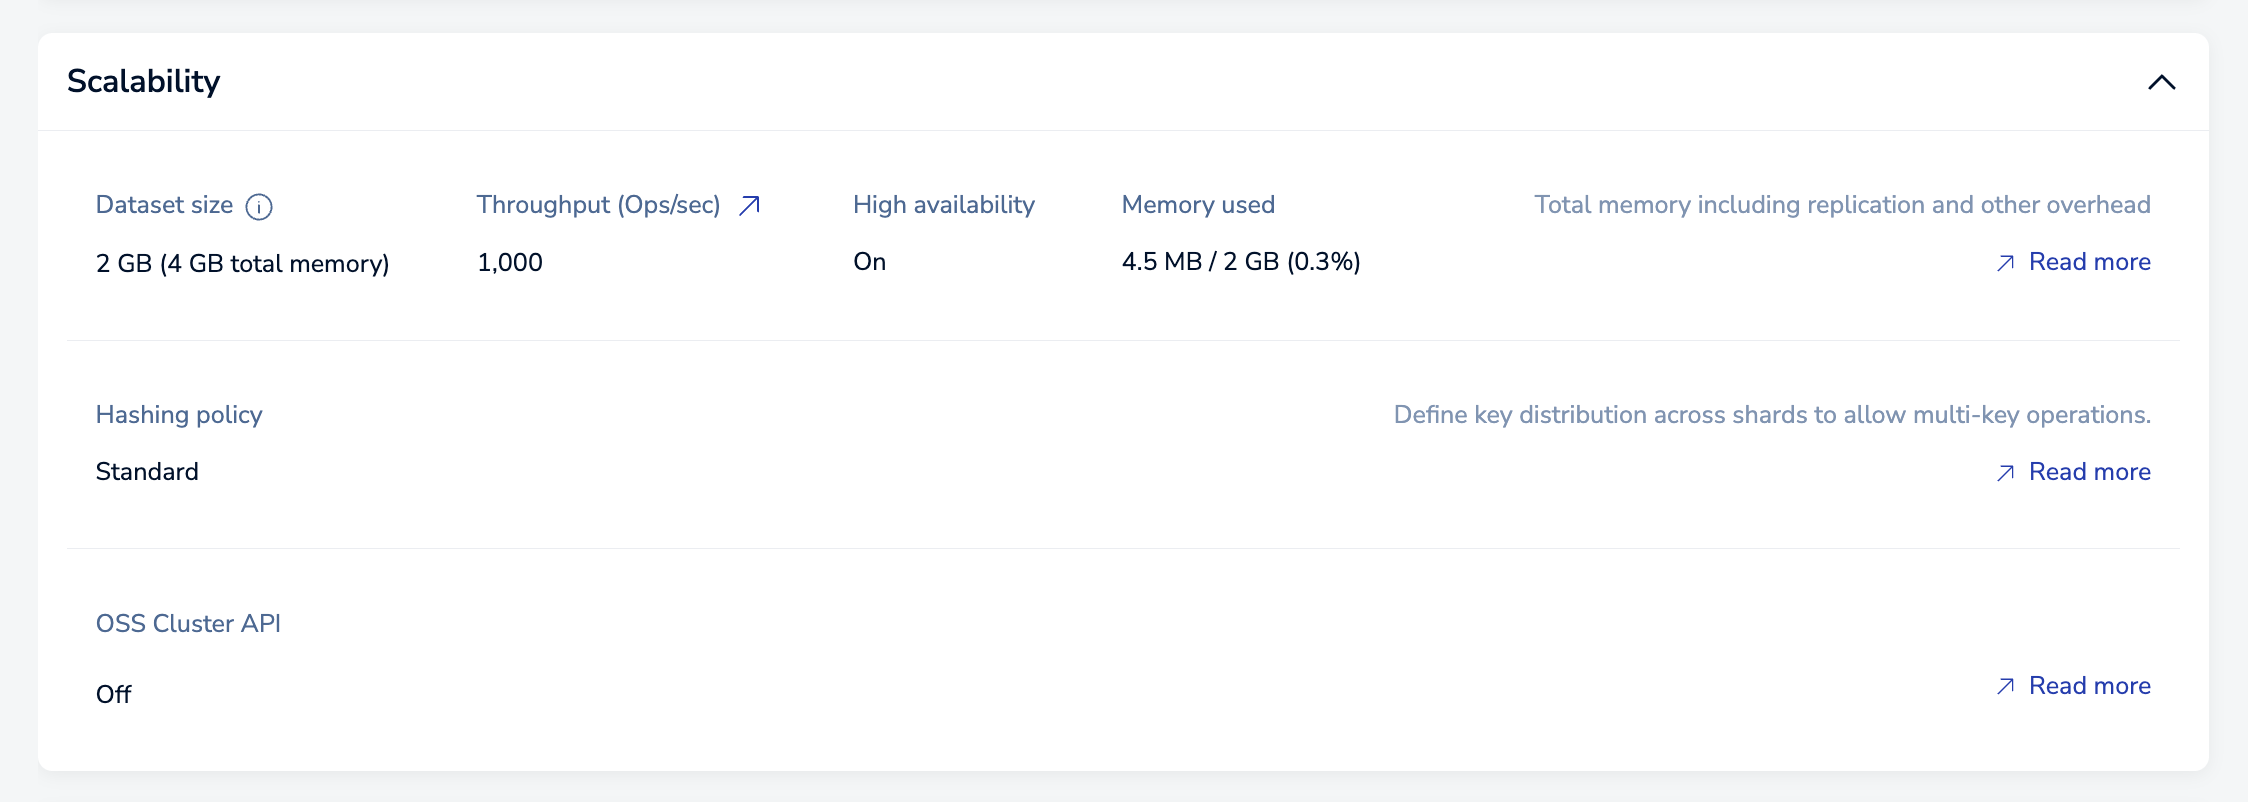 Scalability
Dataset size
Throughput (Ops/sec)
High availability
Memory used
Total memory including replication and other overhead
2 GB (4 GB total memory)
1,000
On
4.5 MB / 2 GB (0.3%)
Read more
Hashing policy
Define key distribution across shards to allow multi-key operations.
Standard
Read more
OSS Cluster API
Off
Read more